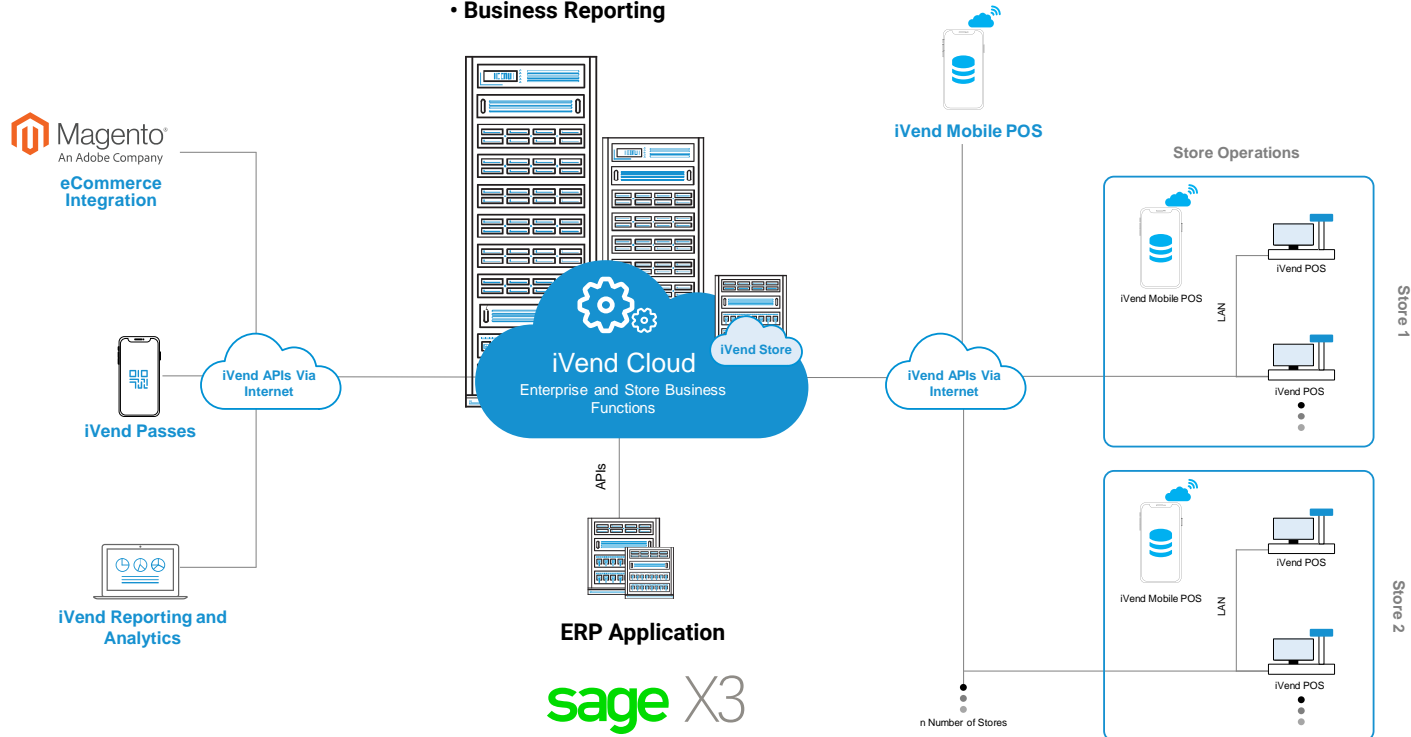 • Business Reporting
Magento®
An Adobe Company
eCommerce
Integration
iVend Passes
iVend APIs Via
Internet
iVend Reporting and
Analytics
iVend Cloud
Enterprise and Store Business
Functions
iVend Store
APIs
ERP Application
sage X3
iVend Mobile POS
iVend APIs Via
Internet
n Number of Stores
Store Operations
iVend Mobile POS
LAN
iVend POS
iVend POS
Store 1
iVend Mobile POS
LAN
iVend POS
iVend POS
Store 2